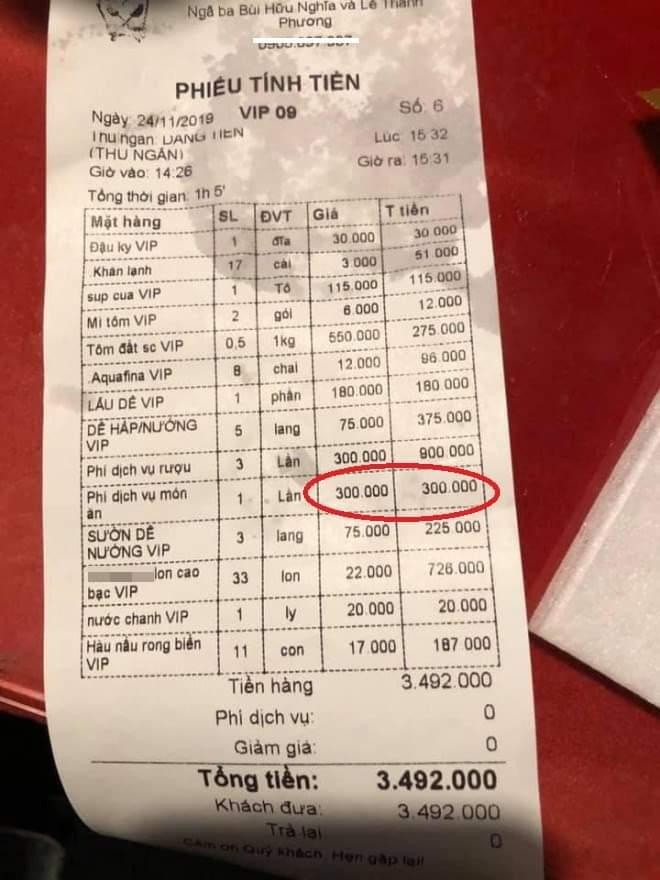 Ngã ba Bùi Hữu Nghĩa và Lê Thanh
Phương
PHIẾU TÍNH TIỀN
Ngày: 24/11/2019 VIP 09 Số: 6
Thu ngân: ĐANG TIEN Lúc 15:32
(THU NGÂN)
Giờ vào: 14:26 Giờ ra: 15:31
Tổng thời gian: 1h 5'
Mặt hàng SL ĐVT Giá T tiền
Đậu ky VIP 1 đĩa 30.000 30.000
.Khăn lạnh 17 cái 3.000 51.000
sup cua VIP 1 Tô 115.000 115.000
Mì tôm VIP 2 gói 6.000 12.000
Tôm đất sc VIP 0,5 1kg 550.000 275.000
.Aquafina VIP 8 chai 12.000 96.000
LẨU DÊ VIP 1 phần 180.000 180.000
DÊ HẤP/NƯỚNG VIP 5 lang 75.000 375.000
Phí dịch vụ rượu 3 Lần 300.000 900.000
Phí dịch vụ món ăn 1 Lần 300.000 300.000
SƯỜN DÊ NƯỚNG VIP 3 lang 75.000 225.000
lon cao bạc VIP 33 lon 22.000 726.000
nước chanh VIP 1 ly 20.000 20.000
Hàu nấu rong biển VIP 11 con 17.000 187.000
Tiền hàng 3.492.000
Phí dịch vụ: 0
Giảm giá: 0
Tổng tiền: 3.492.000
Khách đưa: 3.492.000
Trả lại 0
Cảm ơn Quý khách. Hẹn gặp lại!